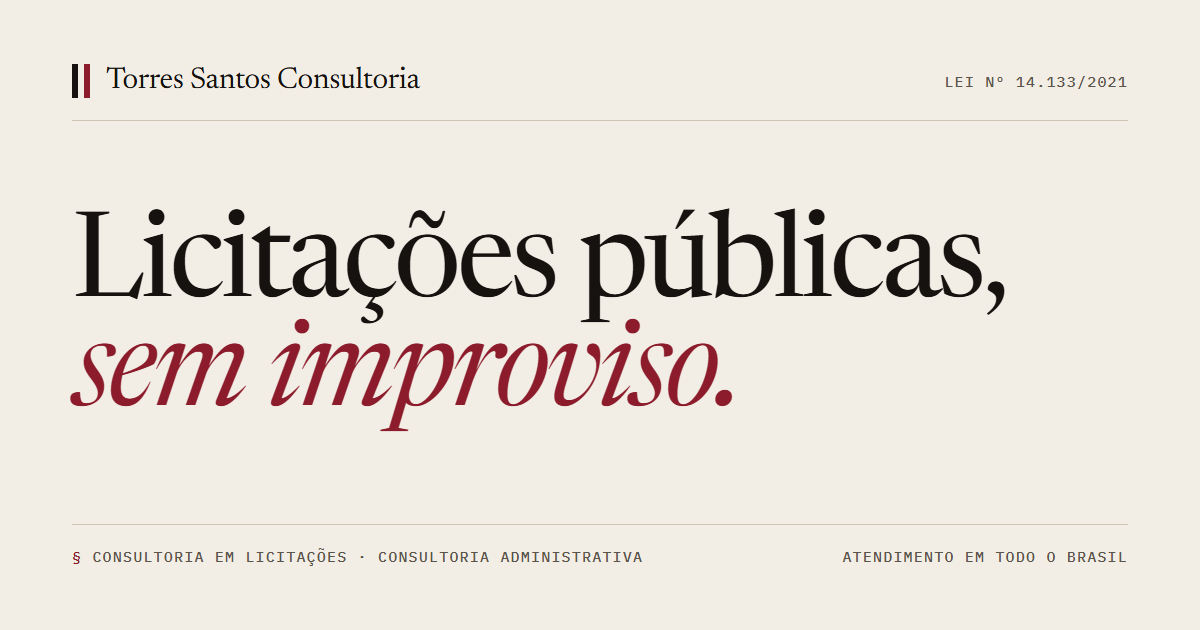 Torres Santos Consultoria
LEI Nº 14.133/2021
Licitações públicas,
sem improviso.
§ CONSULTORIA EM LICITAÇÕES · CONSULTORIA ADMINISTRATIVA
ATENDIMENTO EM TODO O BRASIL